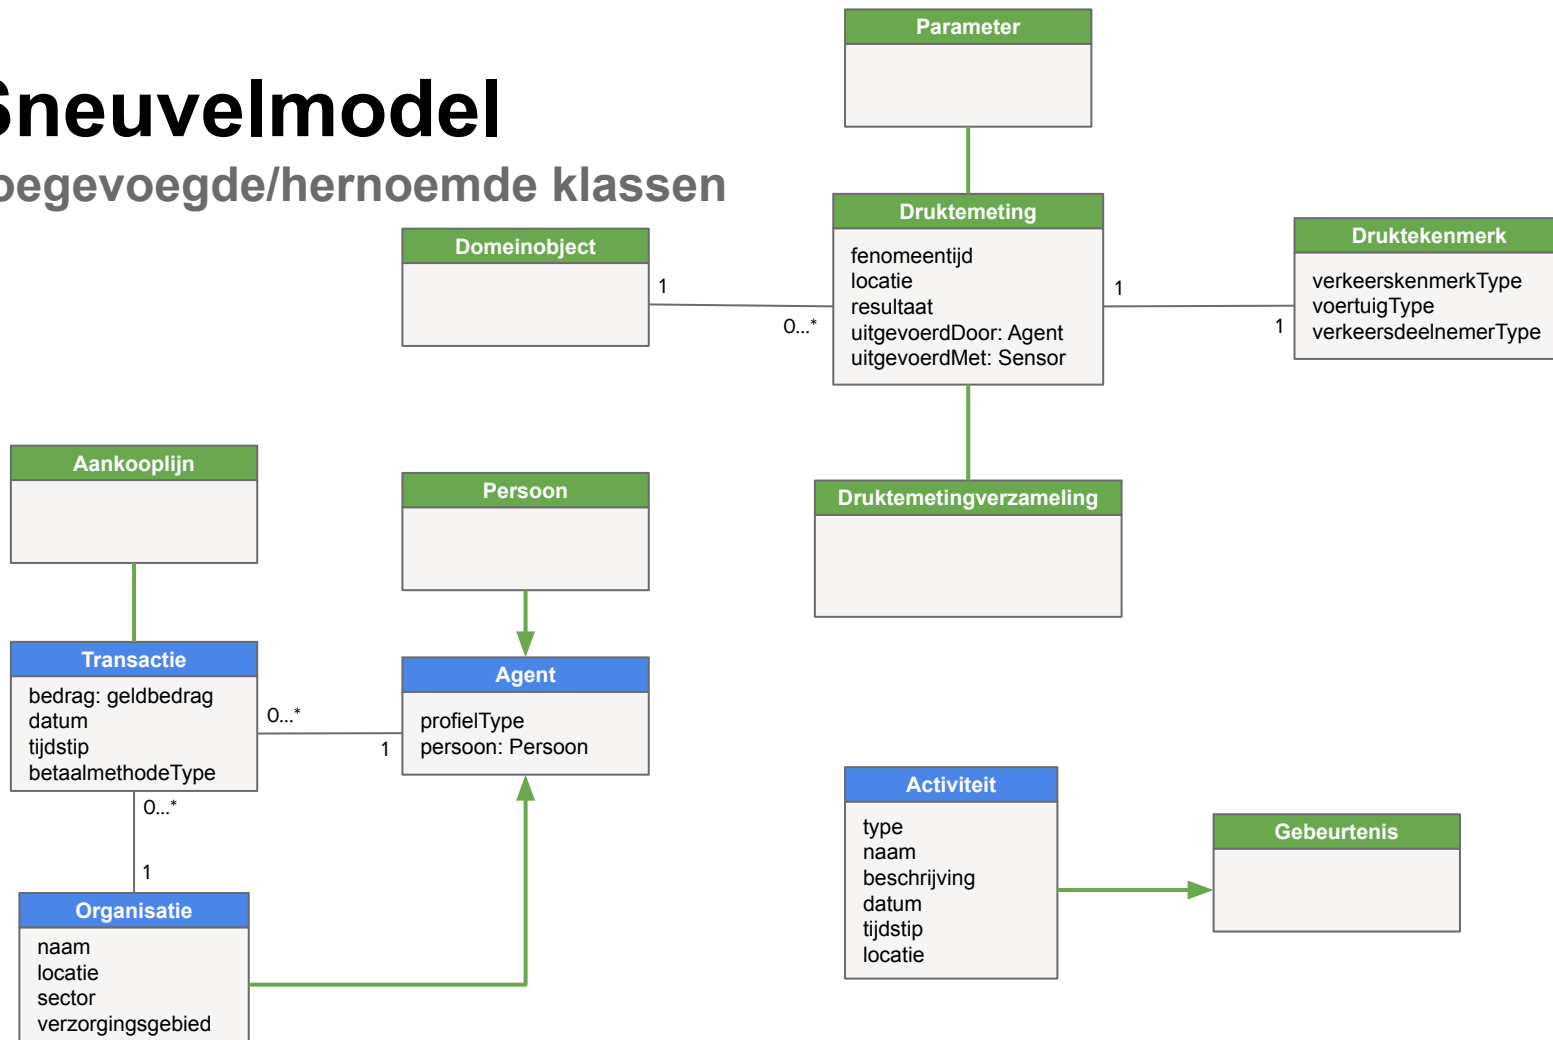 Sneuvelmodel
oegevoegde/hernoemde klassen
Parameter
Druktemeting
fenomeentijd
locatie
resultaat
uitgevoerdDoor: Agent
uitgevoerdMet: Sensor
Domeinobject
1
0...*
1
1
Druktekenmerk
verkeerskenmerkType
voertuigType
verkeersdeelnemerType
Aankooplijn
Persoon
Druktemetingverzameling
Transactie
bedrag: geldbedrag
datum
tijdstip
betaalmethodeType
0...*
1
Agent
profielType
persoon: Persoon
0...*
1
Organisatie
naam
locatie
sector
verzorgingsgebied
Activiteit
type
naam
beschrijving
datum
tijdstip
locatie
Gebeurtenis